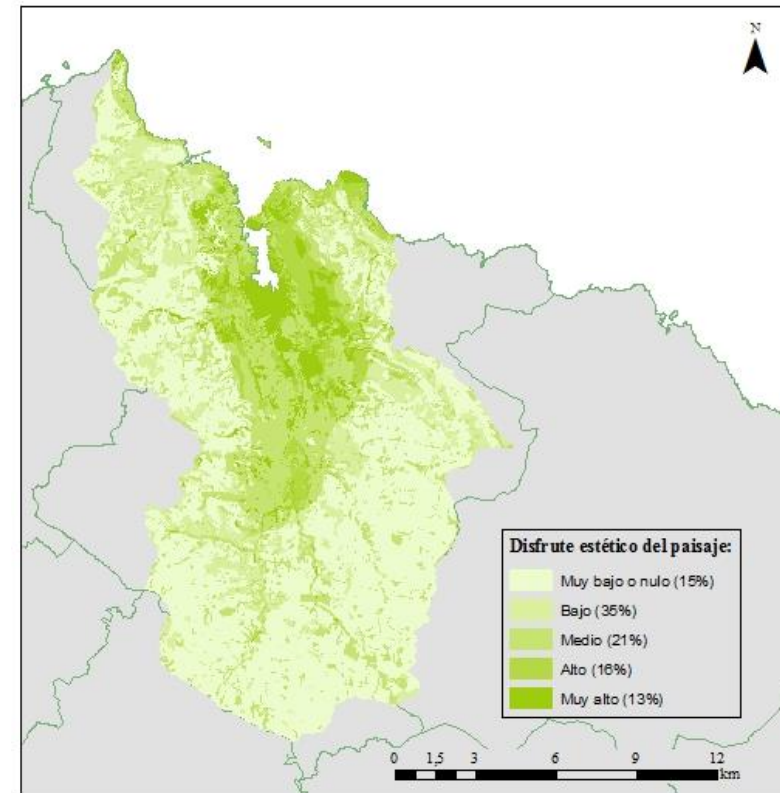 N
Disfrute estético del paisaje:
Muy bajo o nulo (15%)
Bajo (35%)
Medio (21%)
Alto (16%)
Muy alto (13%)
0 1,5 3 6 9 12
km